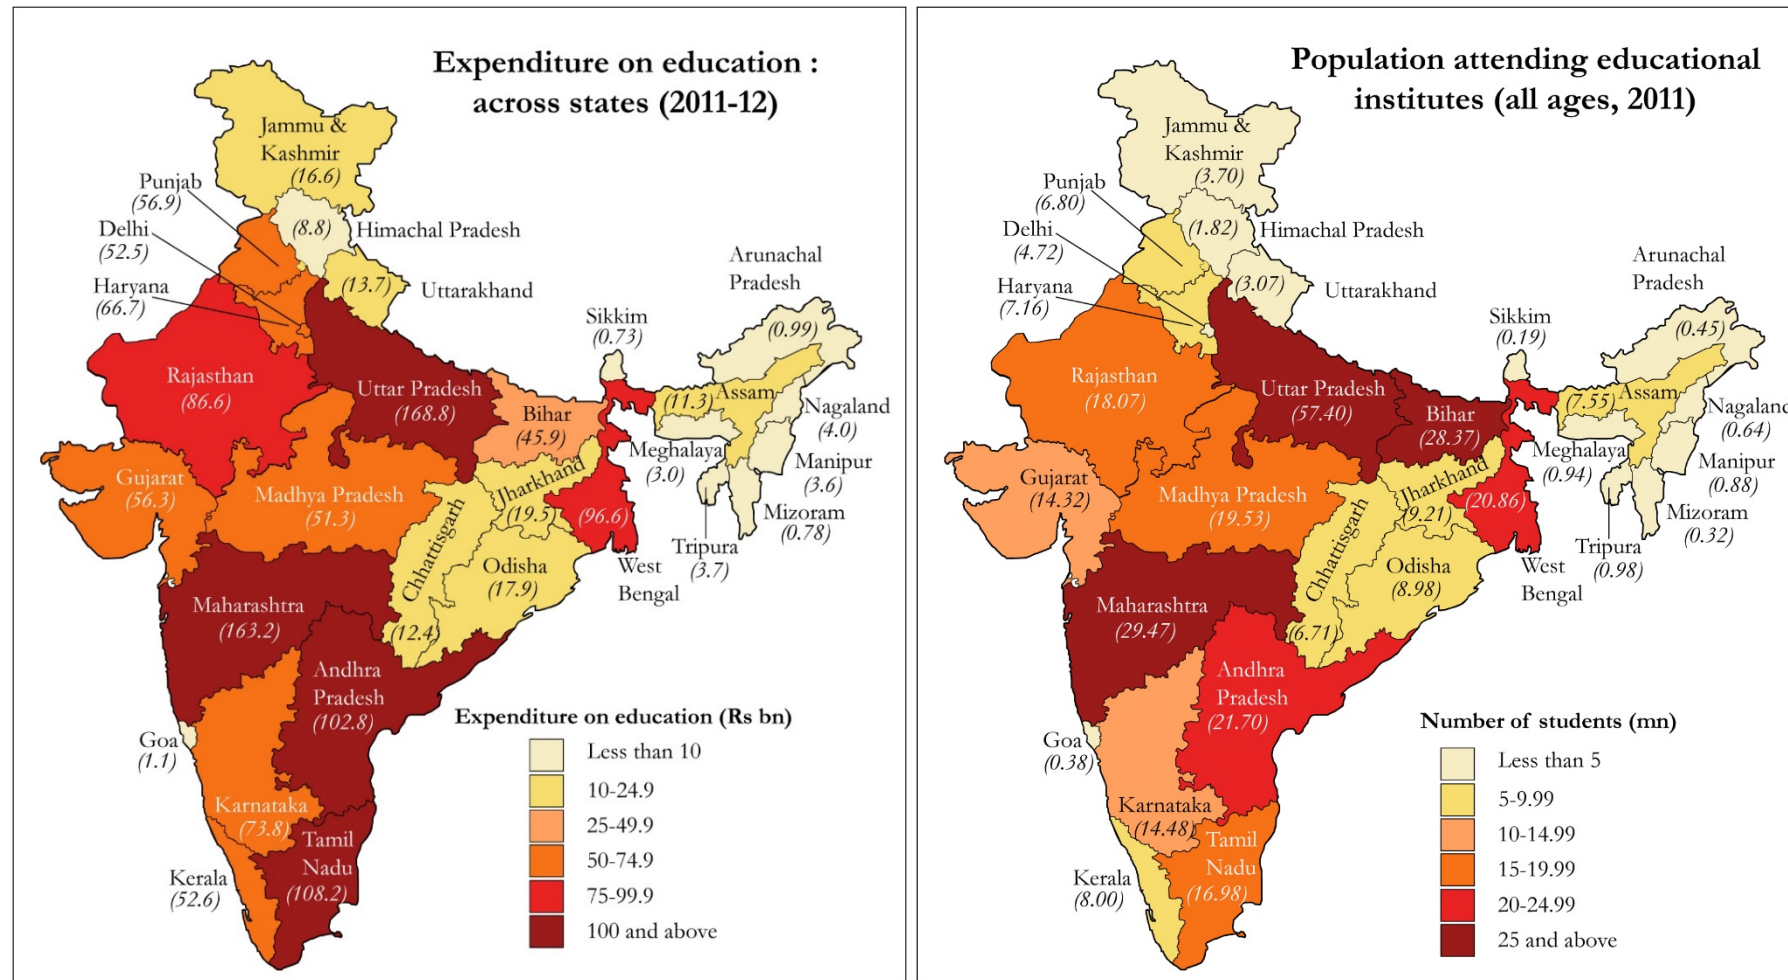 Expenditure on education :
across states (2011-12)
Jammu &
Kashmir
(16.6)
Punjab
(56.9)
Delhi
(52.5)
Haryana
(66.7)
(8.8)
Himachal Pradesh
(13.7)
Uttarakhand
Arunachal
Pradesh
(0.99)
Sikkim
(0.73)
Rajasthan
(86.6)
Uttar Pradesh
(168.8)
Bihar
(45.9)
(11.3)
Assam
Nagaland
(4.0)
Meghalaya
(3.0)
Manipur
(3.6)
Mizoram
(0.78)
Tripura
(3.7)
Gujarat
(56.3)
Madhya Pradesh
(51.3)
Jharkhand
(19.5)
(96.6)
West
Bengal
Chhattisgarh
(12.4)
Odisha
(17.9)
Maharashtra
(163.2)
Andhra
Pradesh
(102.8)
Goa
(1.1)
Karnataka
(73.8)
Tamil
Nadu
(108.2)
Kerala
(52.6)
Expenditure on education (Rs bn)
Less than 10
10-24.9
25-49.9
50-74.9
75-99.9
100 and above
Population attending educational
institutes (all ages, 2011)
Jammu &
Kashmir
(3.70)
Punjab
(6.80)
Delhi
(4.72)
Haryana
(7.16)
(1.82)
Himachal Pradesh
(3.07)
Uttarakhand
Arunachal
Pradesh
(0.45)
Sikkim
(0.19)
Rajasthan
(18.07)
Uttar Pradesh
(57.40)
Bihar
(28.37)
(7.55)
Assam
Nagaland
(0.64)
Meghalaya
(0.94)
Manipur
(0.88)
Mizoram
(0.32)
Tripura
(0.98)
Gujarat
(14.32)
Madhya Pradesh
(19.53)
Jharkhand
(9.21)
(20.86)
West
Bengal
Chhattisgarh
(6.71)
Odisha
(8.98)
Maharashtra
(29.47)
Andhra
Pradesh
(21.70)
Goa
(0.38)
Karnataka
(14.48)
Tamil
Nadu
(16.98)
Kerala
(8.00)
Number of students (mn)
Less than 5
5-9.99
10-14.99
15-19.99
20-24.99
25 and above